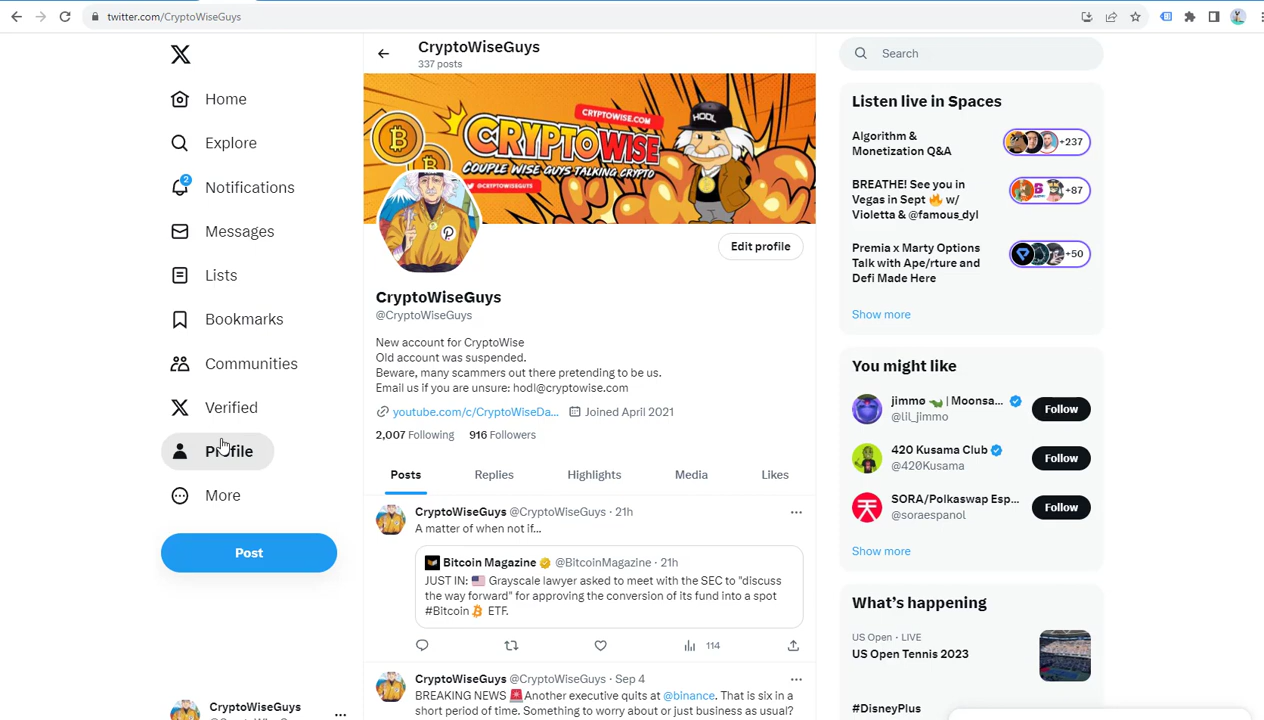 twitter.com/CryptoWiseGuys
Home
Explore
2
Notifications
Messages
Lists
Bookmarks
Communities
Verified
Profile
More
Post
CryptoWiseGuys
CryptoWiseGuys
337 posts
CRYPTOWISE.COM
HODL
CRYPTOWISE
COUPLE WISE GUYS TALKING CRYPTO
@CRYPTOWISEGUYS
Edit profile
CryptoWiseGuys
@CryptoWiseGuys
New account for CryptoWise
Old account was suspended.
Beware, many scammers out there pretending to be us.
Email us if you are unsure: hodl@cryptowise.com
youtube.com/c/CryptoWiseDa... Joined April 2021
2,007 Following 916 Followers
Posts Replies Highlights Media Likes
CryptoWiseGuys @CryptoWiseGuys · 21h
A matter of when not if...
Bitcoin Magazine @BitcoinMagazine · 21h
JUST IN: 🇺🇸 Grayscale lawyer asked to meet with the SEC to "discuss
the way forward" for approving the conversion of its fund into a spot
#Bitcoin ETF.
114
CryptoWiseGuys @CryptoWiseGuys · Sep 4
BREAKING NEWS 🚨Another executive quits at @binance. That is six in a
short period of time. Something to worry about or just business as usual?
Search
Listen live in Spaces
Algorithm &
Monetization Q&A
+237
BREATHE! See you in
Vegas in Sept 🔥 w/
Violetta & @famous_dyl
+87
Premia x Marty Options
Talk with Ape/rture and
Defi Made Here
+50
Show more
You might like
jimmø 🦎 | Moonsa...
@lil_jimmo
Follow
420 Kusama Club
@420Kusama
Follow
SORA/Polkaswap Esp...
@soraespanol
Follow
Show more
What's happening
US Open · LIVE
US Open Tennis 2023
#DisneyPlus